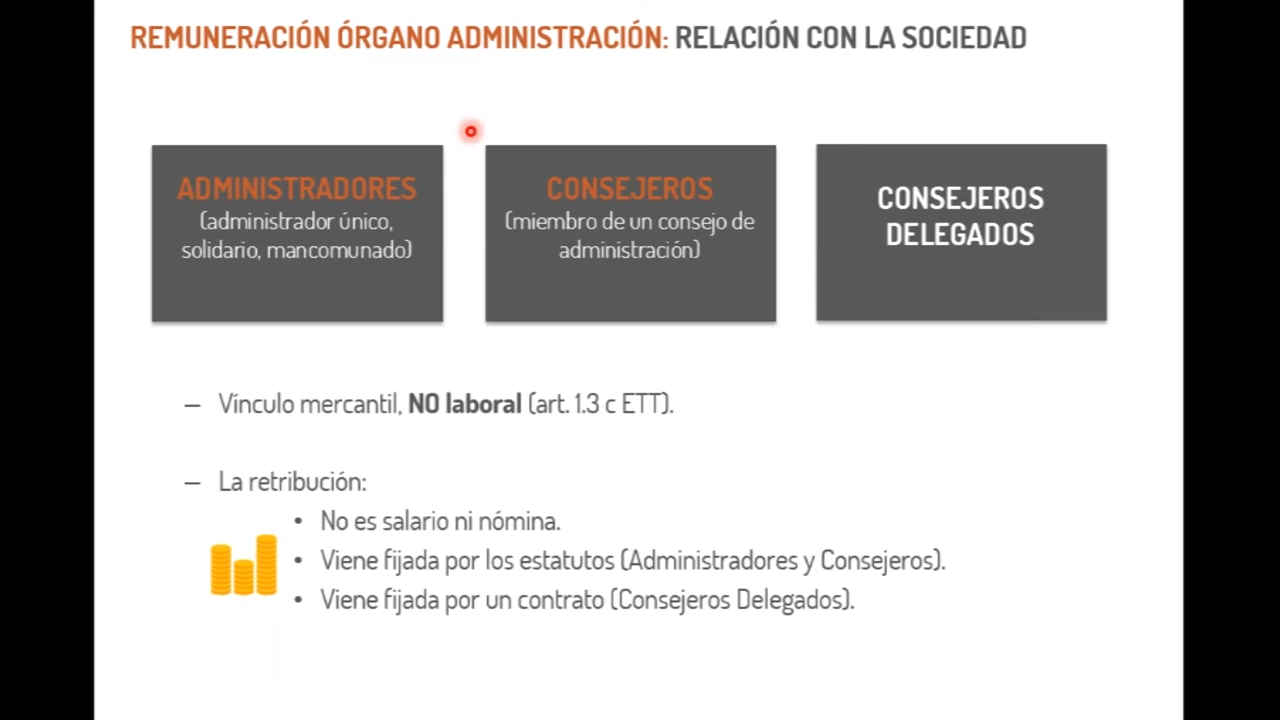 REMUNERACIÓN ÓRGANO ADMINISTRACIÓN: RELACIÓN CON LA SOCIEDAD
ADMINISTRADORES
(administrador único,
solidario, mancomunado)
CONSEJEROS
(miembro de un consejo de
administración)
CONSEJEROS
DELEGADOS
– Vínculo mercantil, NO laboral (art. 1.3 c ETT).
– La retribución:
• No es salario ni nómina.
• Viene fijada por los estatutos (Administradores y Consejeros).
• Viene fijada por un contrato (Consejeros Delegados).